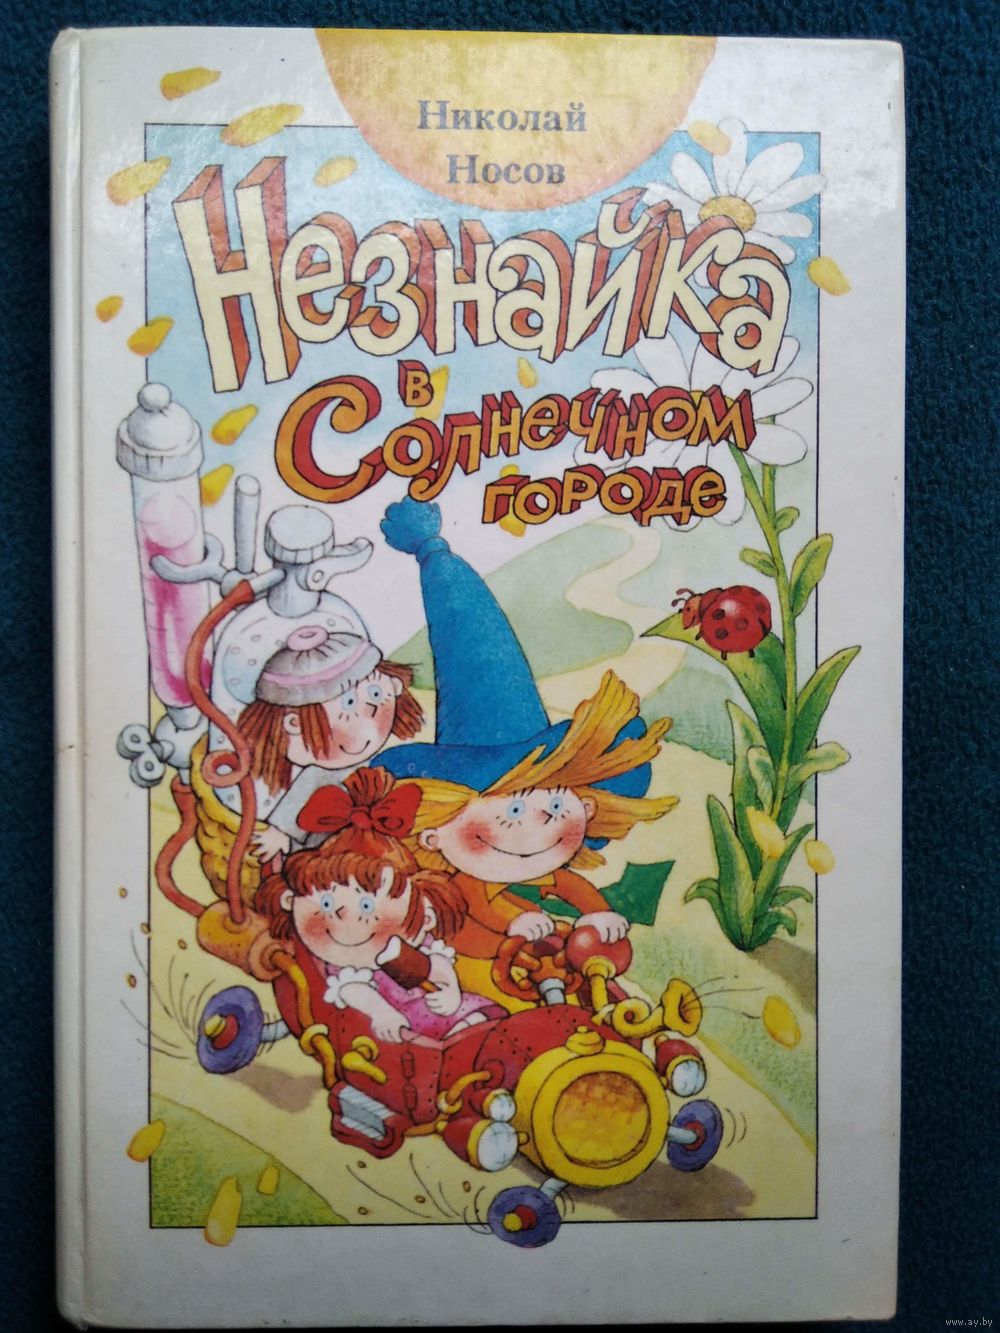 Николай
Носов
Незнайка
в
Солнечном
городе
www.ay.by